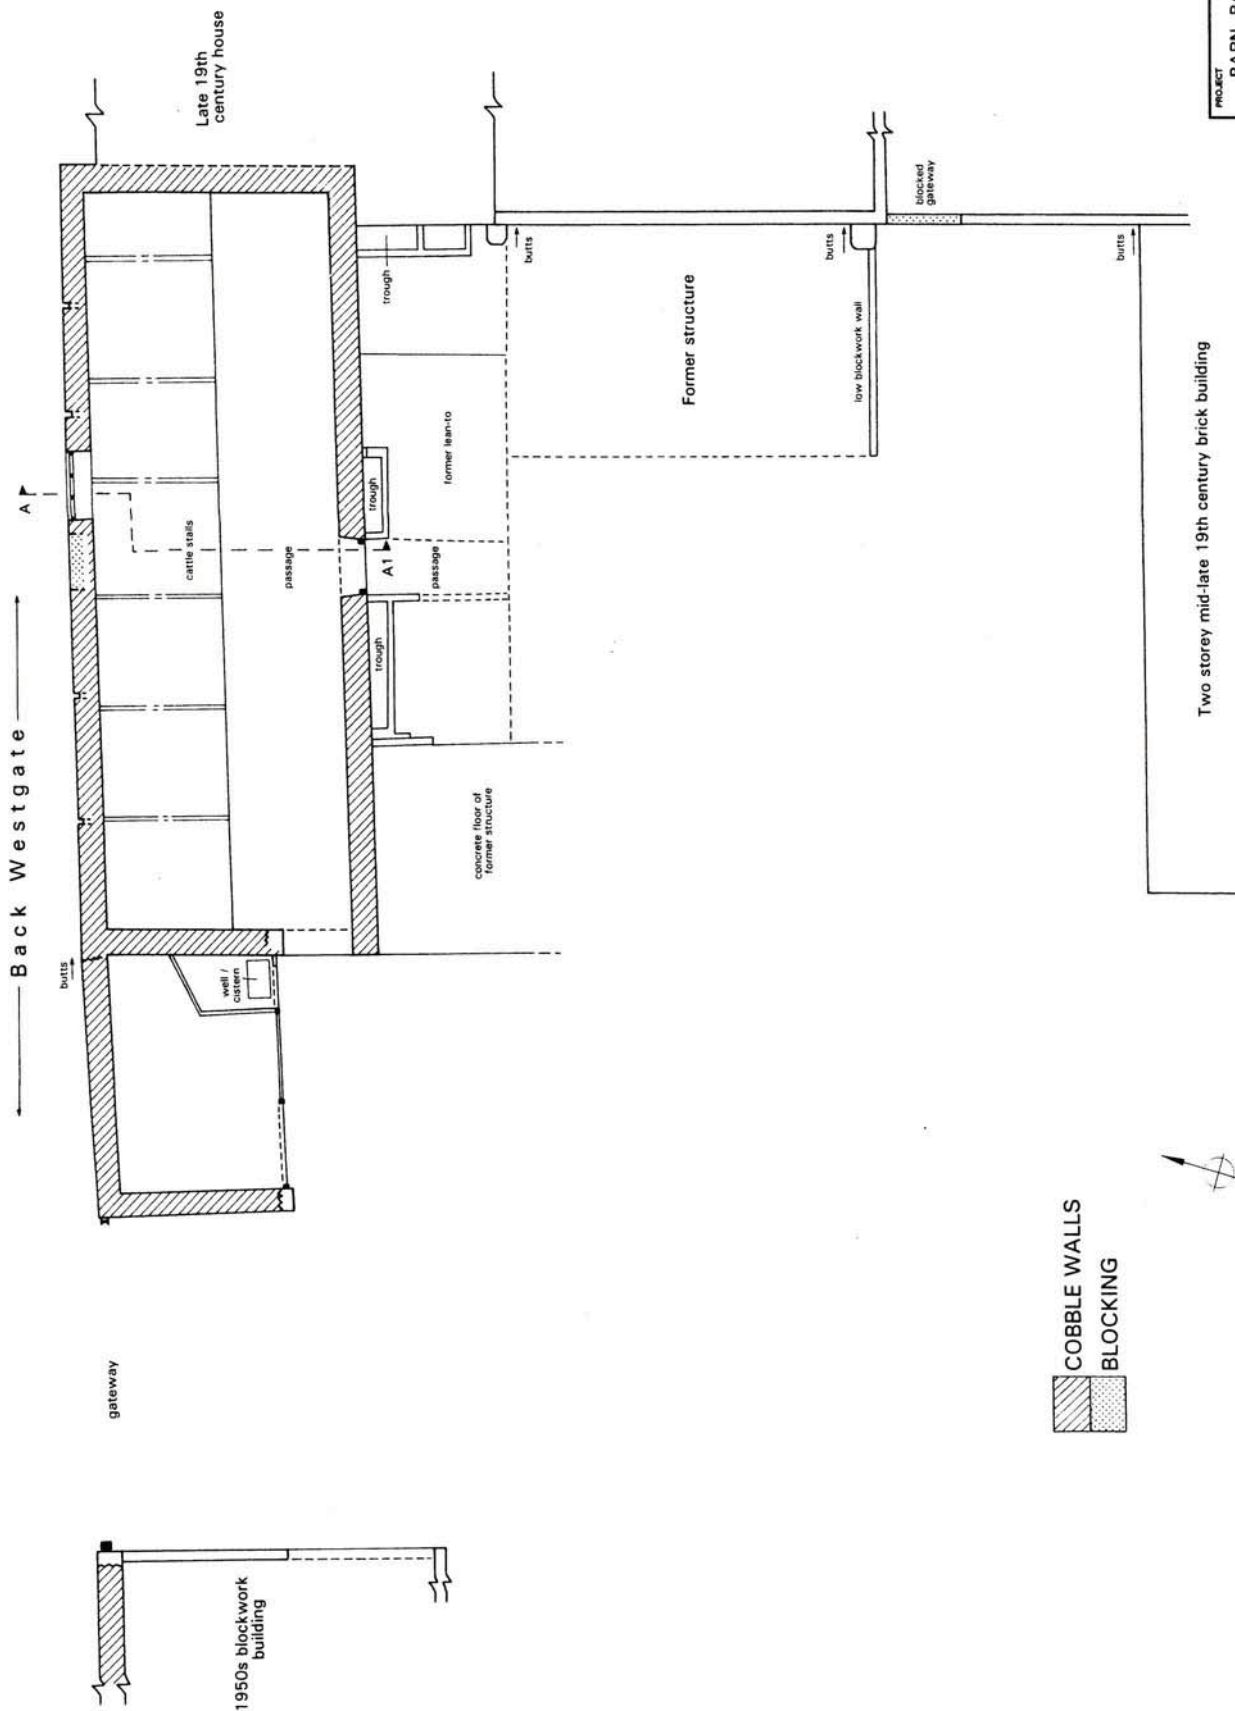 Back Westgate
Late 19th
century house
A
butts
cattle stalls
passage
well /
cistern
trough
trough
trough
A1
passage
former lean-to
concrete floor of
former structure
butts
Former structure
butts
low blockwork wall
blocked
gateway
butts
Two storey mid-late 19th century brick building
gateway
1950s blockwork
building
COBBLE WALLS
BLOCKING
PROJECT